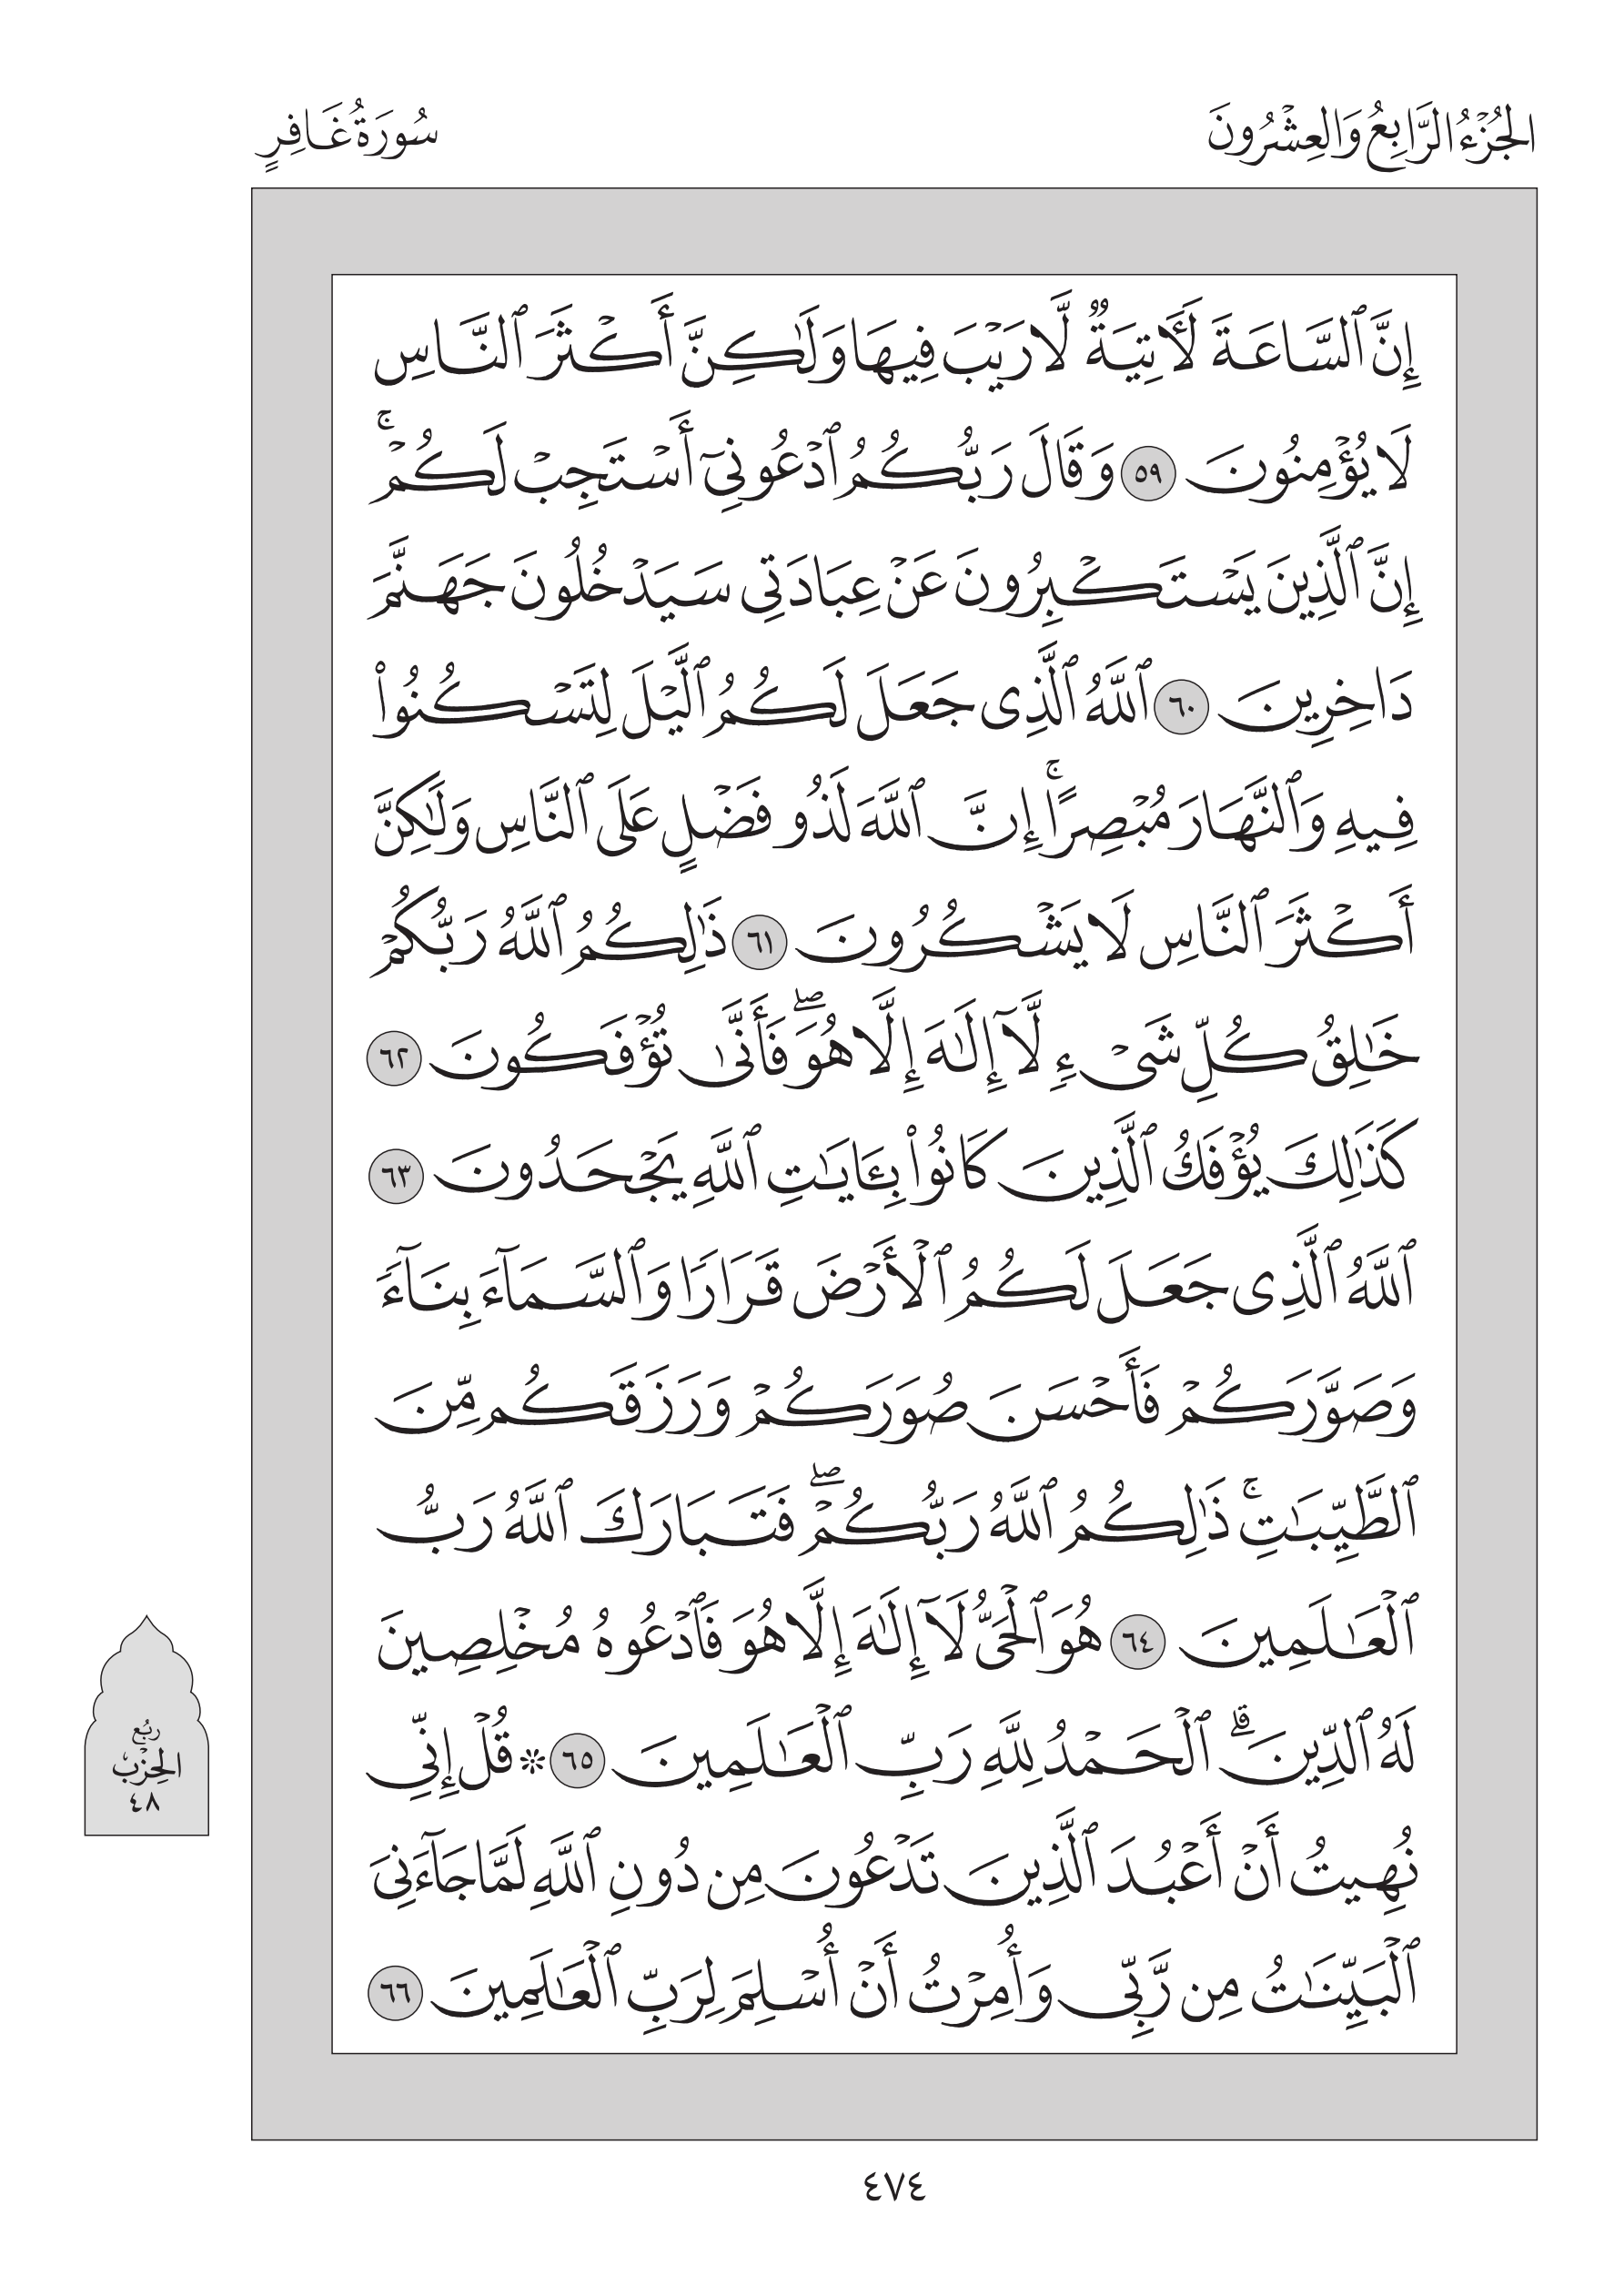 الجُزْءُ الرَّابِعُ وَالعِشْرُونَ
سُورَةُ غَافِرٍ
إِنَّ ٱلسَّاعَةَ لَأٓتِيَةٞ لَّا رَيۡبَ فِيهَا وَلَٰكِنَّ أَكۡثَرَ ٱلنَّاسِ
لَا يُؤۡمِنُونَ ٥٩ وَقَالَ رَبُّكُمُ ٱدۡعُونِيٓ أَسۡتَجِبۡ لَكُمۡۚ
إِنَّ ٱلَّذِينَ يَسۡتَكۡبِرُونَ عَنۡ عِبَادَتِي سَيَدۡخُلُونَ جَهَنَّمَ
دَاخِرِينَ ٦٠ ٱللَّهُ ٱلَّذِي جَعَلَ لَكُمُ ٱلَّيۡلَ لِتَسۡكُنُواْ
فِيهِ وَٱلنَّهَارَ مُبۡصِرًاۚ إِنَّ ٱللَّهَ لَذُو فَضۡلٍ عَلَى ٱلنَّاسِ وَلَٰكِنَّ
أَكۡثَرَ ٱلنَّاسِ لَا يَشۡكُرُونَ ٦١ ذَٰلِكُمُ ٱللَّهُ رَبُّكُمۡ
خَٰلِقُ كُلِّ شَيۡءٖ لَّآ إِلَٰهَ إِلَّا هُوَۖ فَأَنَّىٰ تُؤۡفَكُونَ ٦٢
كَذَٰلِكَ يُؤۡفَكُ ٱلَّذِينَ كَانُواْ بِـَٔايَٰتِ ٱللَّهِ يَجۡحَدُونَ ٦٣
ٱللَّهُ ٱلَّذِي جَعَلَ لَكُمُ ٱلۡأَرۡضَ قَرَارٗا وَٱلسَّمَآءَ بِنَآءٗ
وَصَوَّرَكُمۡ فَأَحۡسَنَ صُوَرَكُمۡ وَرَزَقَكُم مِّنَ
ٱلطَّيِّبَٰتِۚ ذَٰلِكُمُ ٱللَّهُ رَبُّكُمۡۖ فَتَبَارَكَ ٱللَّهُ رَبُّ
ٱلۡعَٰلَمِينَ ٦٤ هُوَ ٱلۡحَيُّ لَآ إِلَٰهَ إِلَّا هُوَ فَٱدۡعُوهُ مُخۡلِصِينَ
لَهُ ٱلدِّينَۗ ٱلۡحَمۡدُ لِلَّهِ رَبِّ ٱلۡعَٰلَمِينَ ٦٥ ۞ قُلۡ إِنِّي
نُهِيتُ أَنۡ أَعۡبُدَ ٱلَّذِينَ تَدۡعُونَ مِن دُونِ ٱللَّهِ لَمَّا جَآءَنِيَ
ٱلۡبَيِّنَٰتُ مِن رَّبِّي وَأُمِرۡتُ أَنۡ أُسۡلِمَ لِرَبِّ ٱلۡعَٰلَمِينَ ٦٦
رُبع
الحِزْب
٤٨
٤٧٤